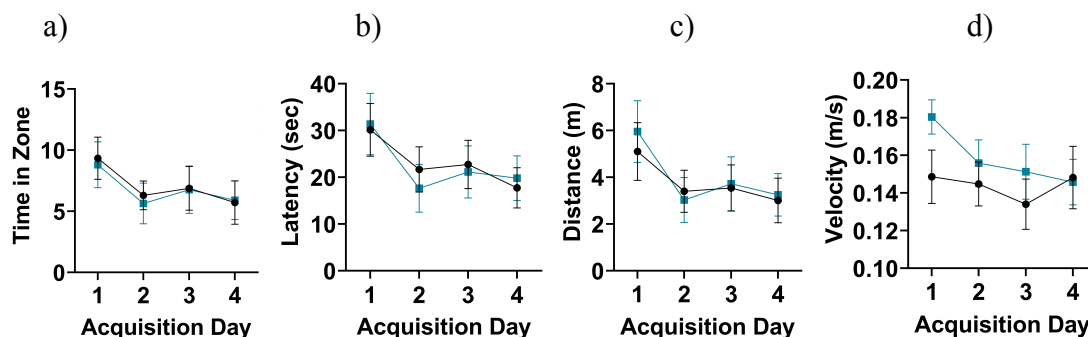 a) b) c) d)
Time in Zone
15
10
5
0
1 2 3 4
Acquisition Day
Latency (sec)
40
30
20
10
0
1 2 3 4
Acquisition Day
Distance (m)
8
6
4
2
0
1 2 3 4
Acquisition Day
Velocity (m/s)
0.20
0.18
0.16
0.14
0.12
0.10
1 2 3 4
Acquisition Day